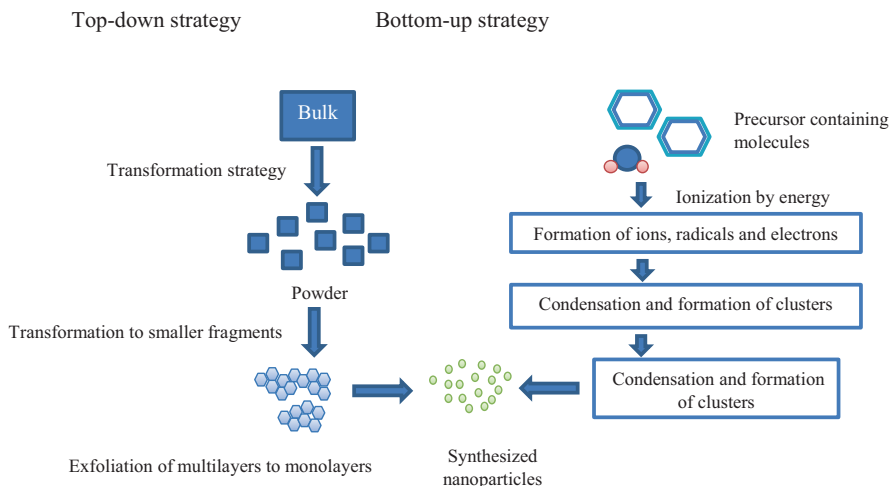 Top-down strategy
Bottom-up strategy
Bulk
Transformation strategy
Powder
Transformation to smaller fragments
Exfoliation of multilayers to monolayers
Precursor containing
molecules
Ionization by energy
Formation of ions, radicals and electrons
Condensation and formation of clusters
Condensation and formation
of clusters
Synthesized
nanoparticles